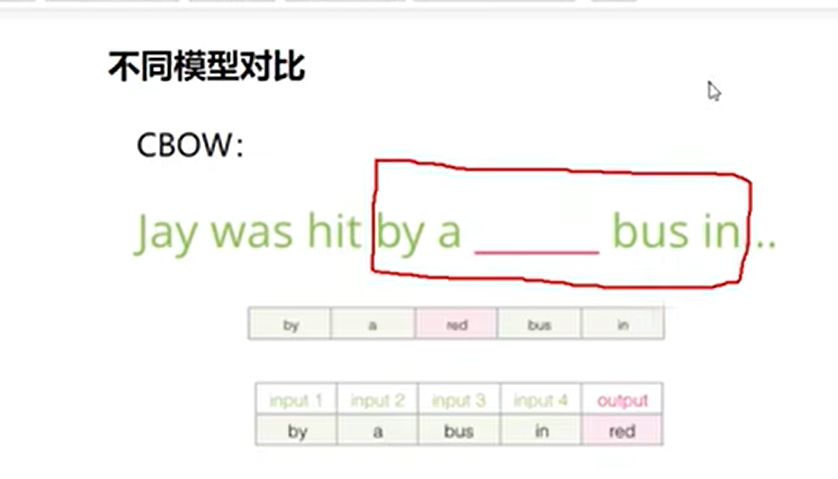 不同模型对比
CBOW：
Jay was hit by a ______ bus in...
by a red bus in
input 1 input 2 input 3 input 4 output
by a bus in red